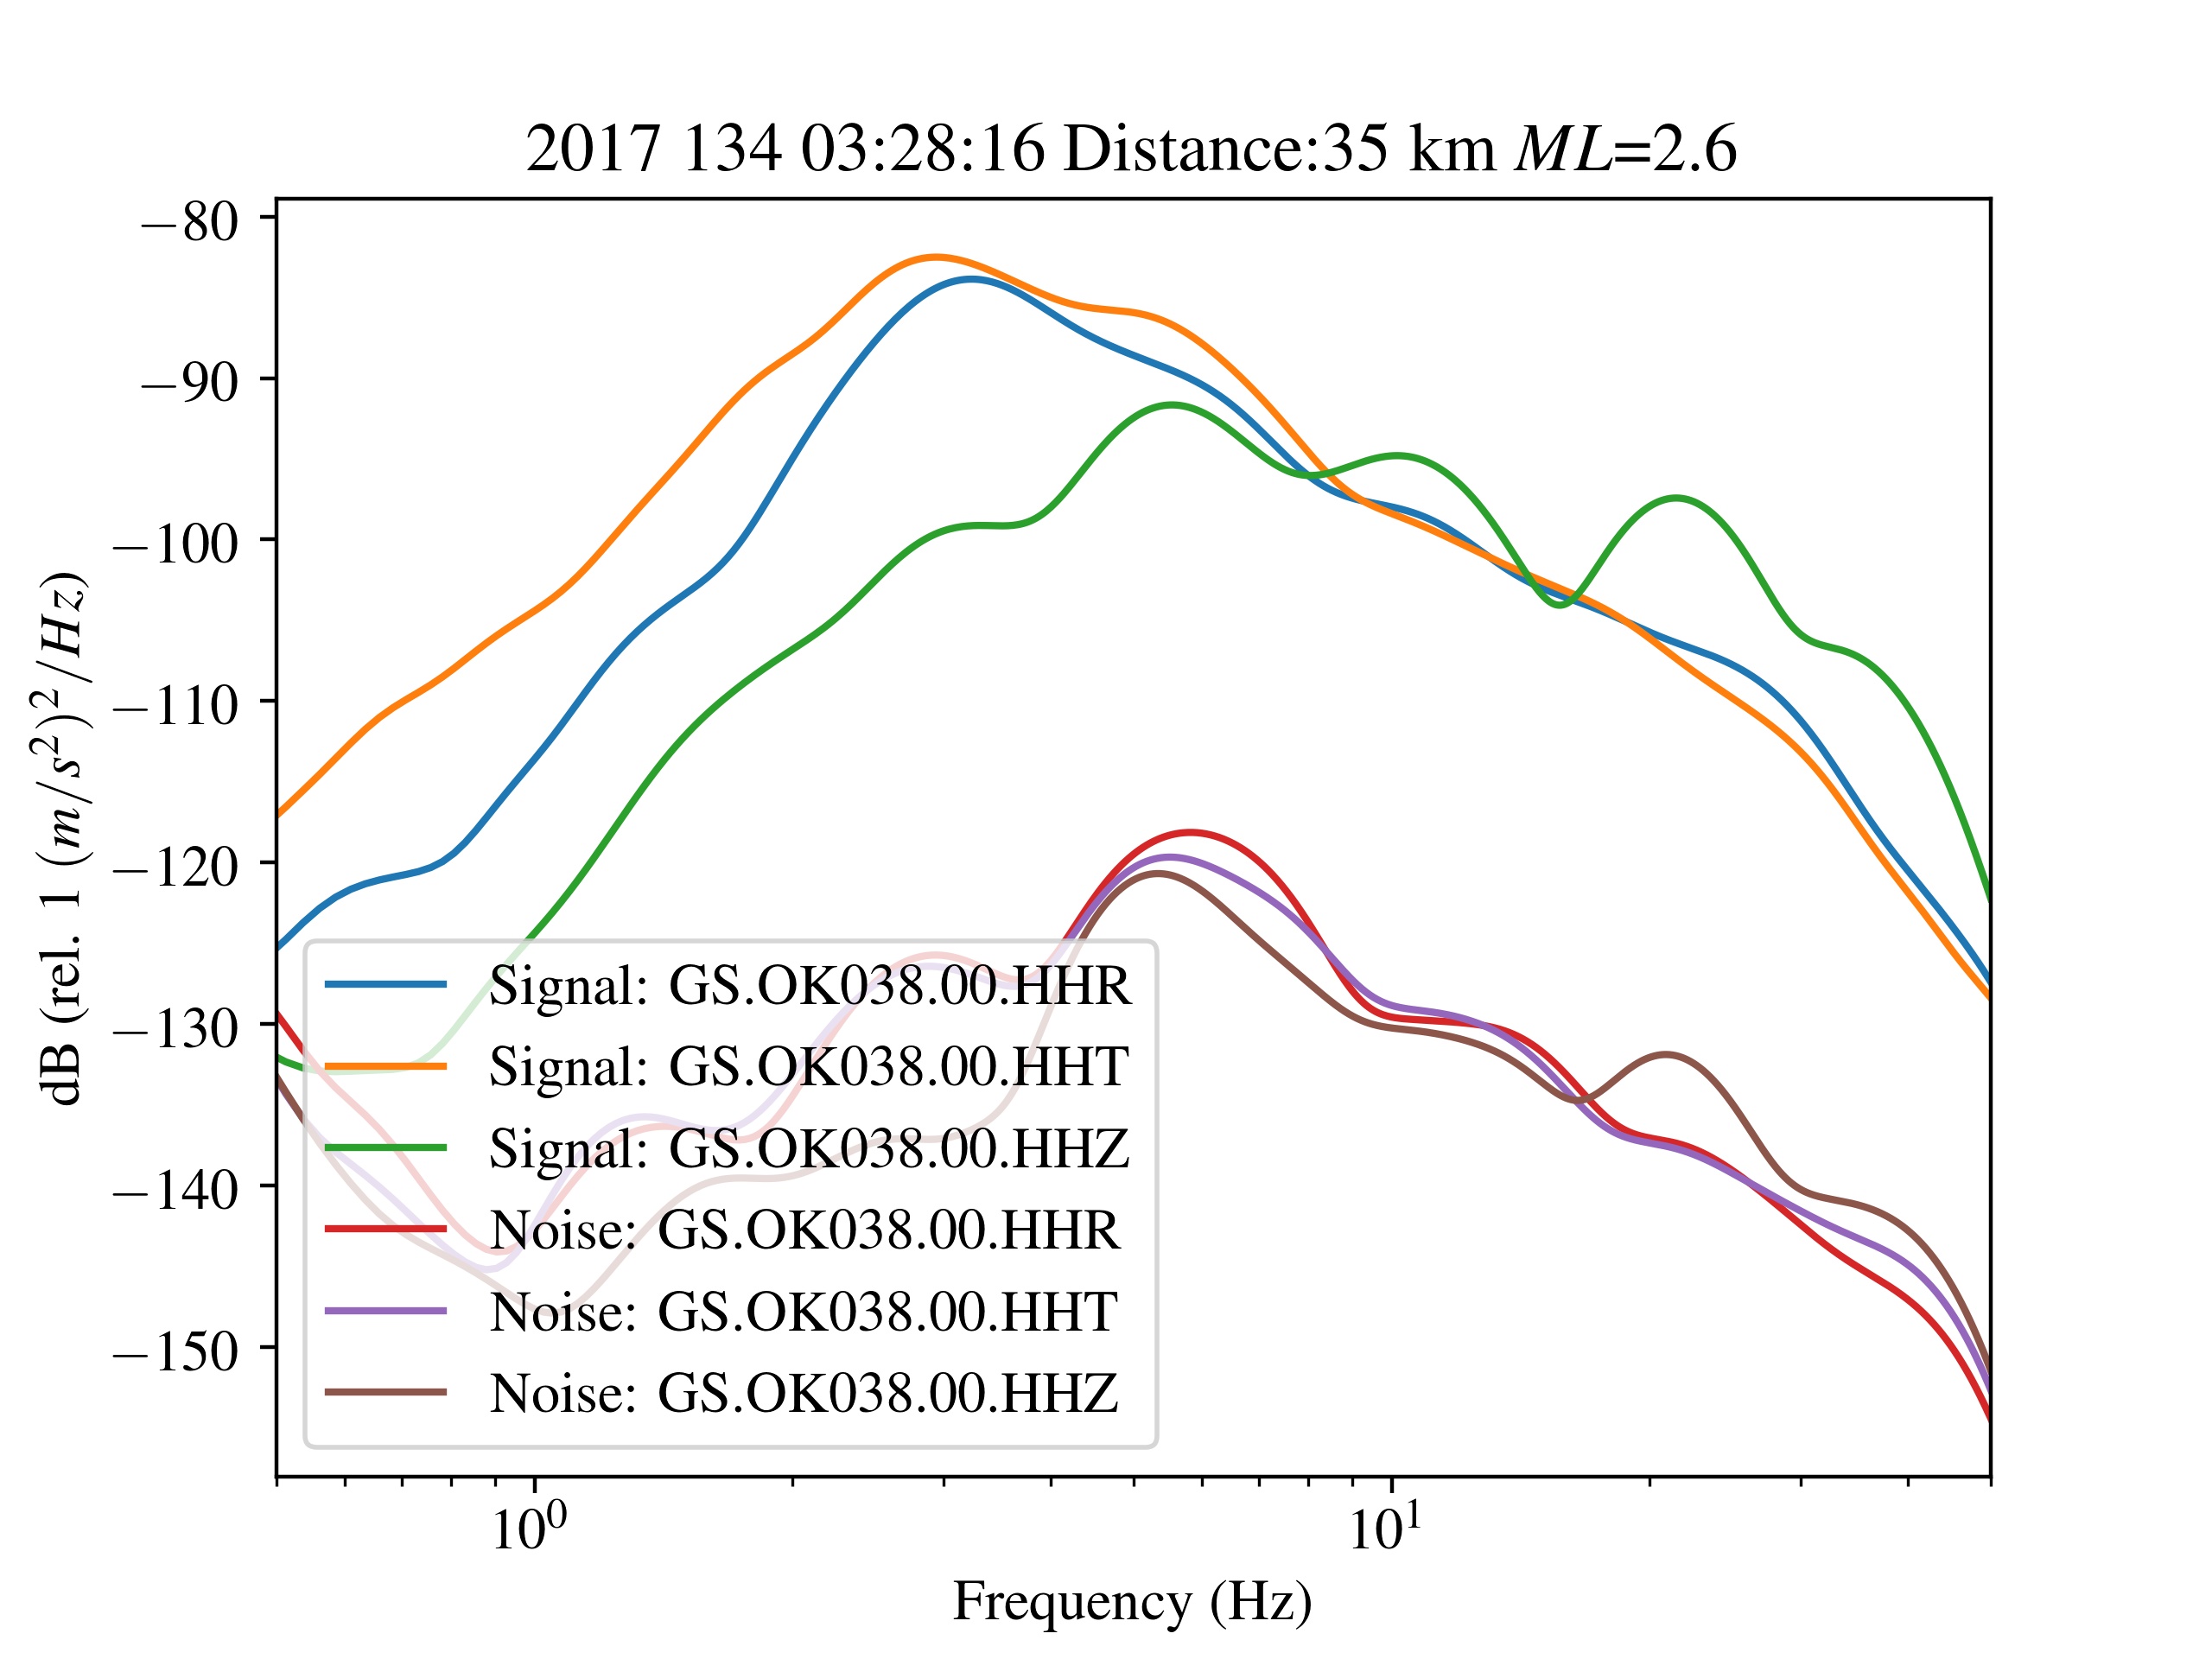 2017 134 03:28:16 Distance:35 km ML=2.6
dB (rel. 1 (m/s²)²/Hz)
−80
−90
−100
−110
−120
−130
−140
−150
Signal: GS.OK038.00.HHR
Signal: GS.OK038.00.HHT
Signal: GS.OK038.00.HHZ
Noise: GS.OK038.00.HHR
Noise: GS.OK038.00.HHT
Noise: GS.OK038.00.HHZ
10⁰ 10¹
Frequency (Hz)